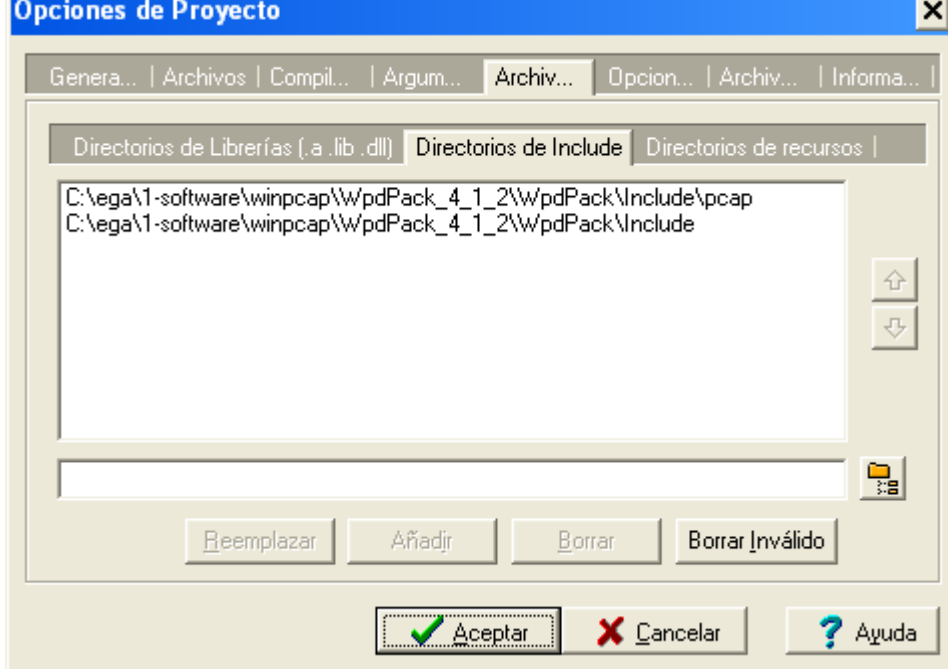 Opciones de Proyecto
Genera... | Archivos | Compil... | Argum... Archiv... Opcion... | Archiv... | Informa... |
Directorios de Librerías (.a .lib .dll) Directorios de Include Directorios de recursos |
C:\ega\1-software\winpcap\WpdPack_4_1_2\WpdPack\Include\pcap
C:\ega\1-software\winpcap\WpdPack_4_1_2\WpdPack\Include
Reemplazar Añadir Borrar Borrar Inválido
Aceptar Cancelar Ayuda